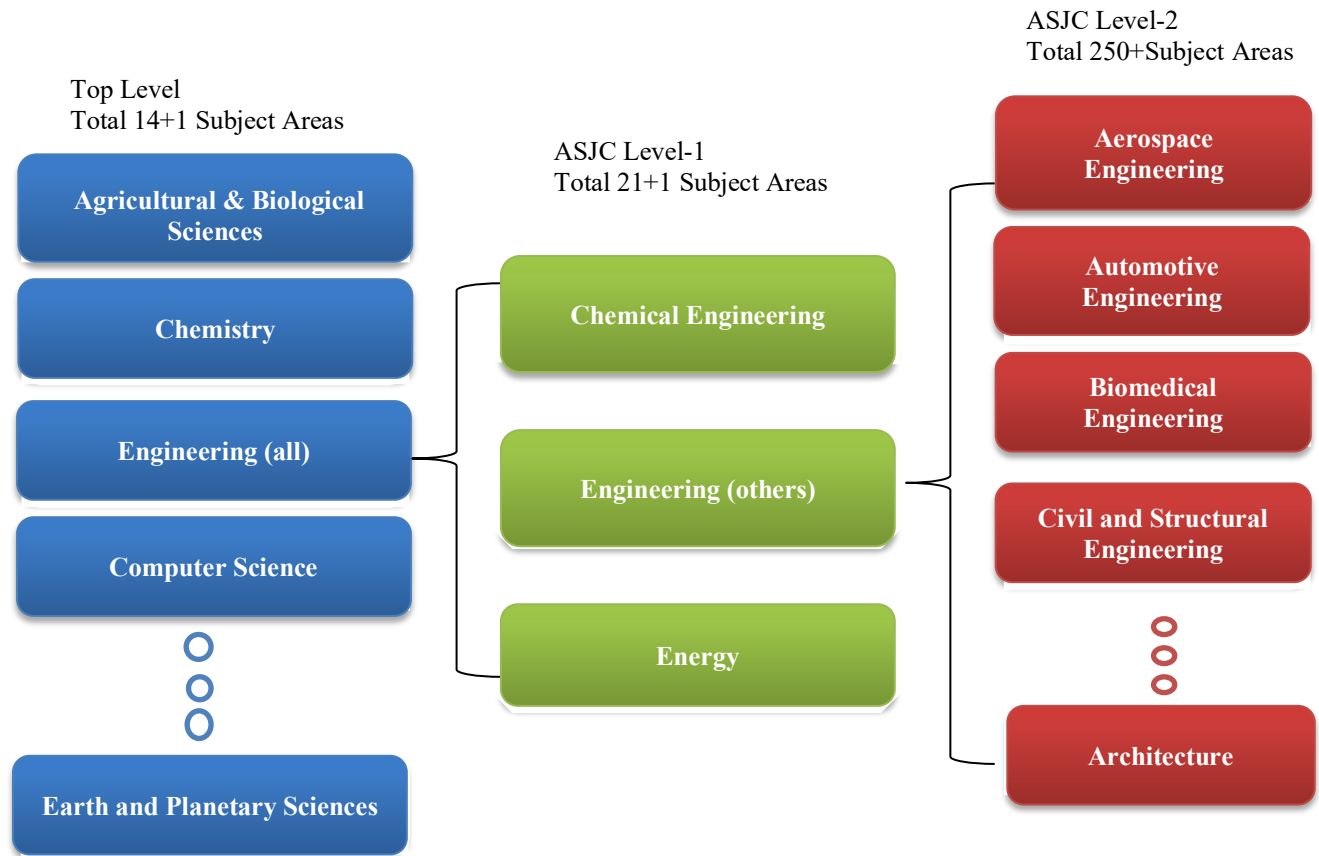 Top Level
Total 14+1 Subject Areas
Agricultural & Biological
Sciences
Chemistry
Engineering (all)
Computer Science
Earth and Planetary Sciences
ASJC Level-1
Total 21+1 Subject Areas
Chemical Engineering
Engineering (others)
Energy
ASJC Level-2
Total 250+Subject Areas
Aerospace
Engineering
Automotive
Engineering
Biomedical
Engineering
Civil and Structural
Engineering
Architecture